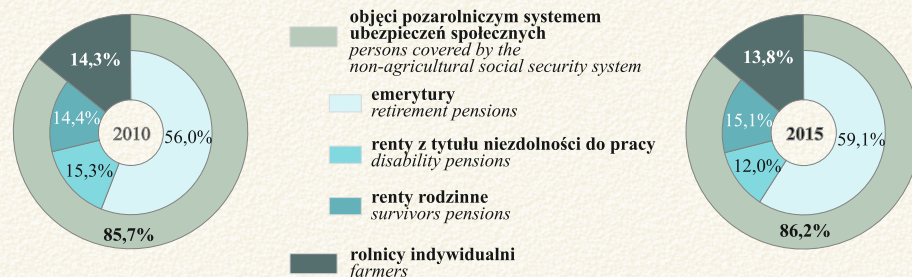 14,3%
14,4%
2010
56,0%
15,3%
85,7%
objęci pozarolniczym systemem
ubezpieczeń społecznych
persons covered by the
non-agricultural social security system
emerytury
retirement pensions
renty z tytułu niezdolności do pracy
disability pensions
renty rodzinne
survivors pensions
rolnicy indywidualni
farmers
13,8%
15,1%
2015
59,1%
12,0%
86,2%